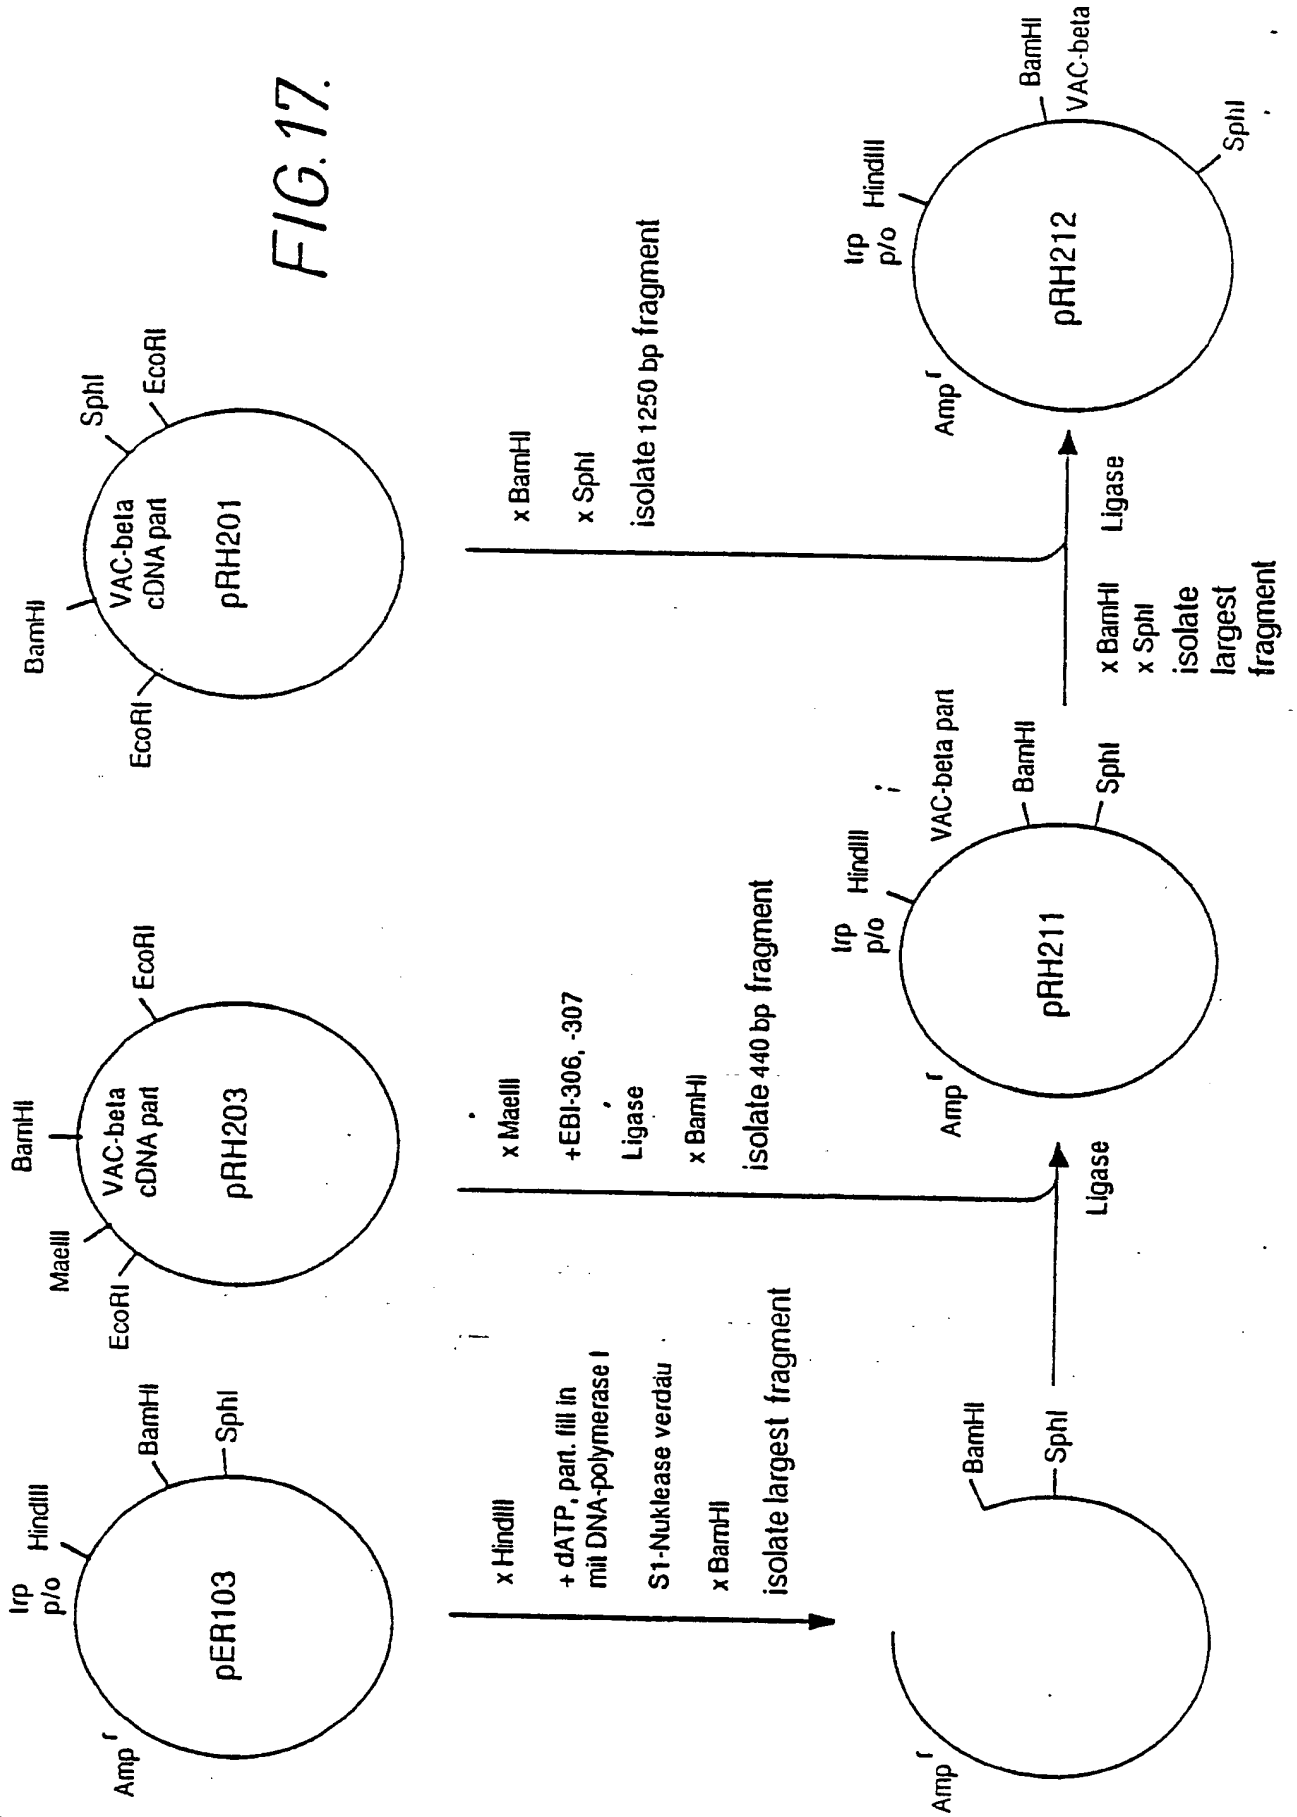 FIG.17.
trp
p/o
HindIII
BamHI
SphI
Amp r
pER103
BamHI
MaeIII
EcoRI
EcoRI
VAC-beta
cDNA part
pRH203
BamHI
SphI
EcoRI
EcoRI
VAC-beta
cDNA part
pRH201
x HindIII
+ dATP, part. fill in
mit DNA-polymerase I
S1-Nuklease verdau
x BamHI
isolate largest fragment
x MaeIII
+EBI-306, -307
Ligase
x BamHI
isolate 440 bp fragment
x BamHI
x SphI
isolate 1250 bp fragment
Amp r
BamHI
SphI
Ligase
trp
p/o
HindIII
VAC-beta part
BamHI
SphI
Amp r
pRH211
x BamHI
x SphI
isolate
largest
fragment
Ligase
trp
p/o
HindIII
BamHI
VAC-beta
SphI
Amp r
pRH212